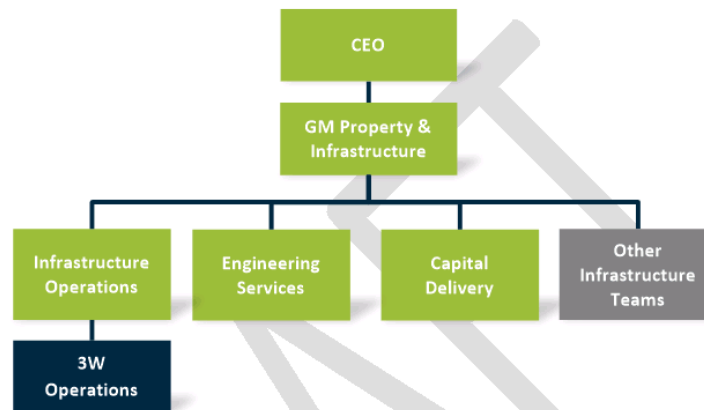 CEO
GM Property &
Infrastructure
Infrastructure
Operations
Engineering
Services
Capital
Delivery
Other
Infrastructure
Teams
3W
Operations